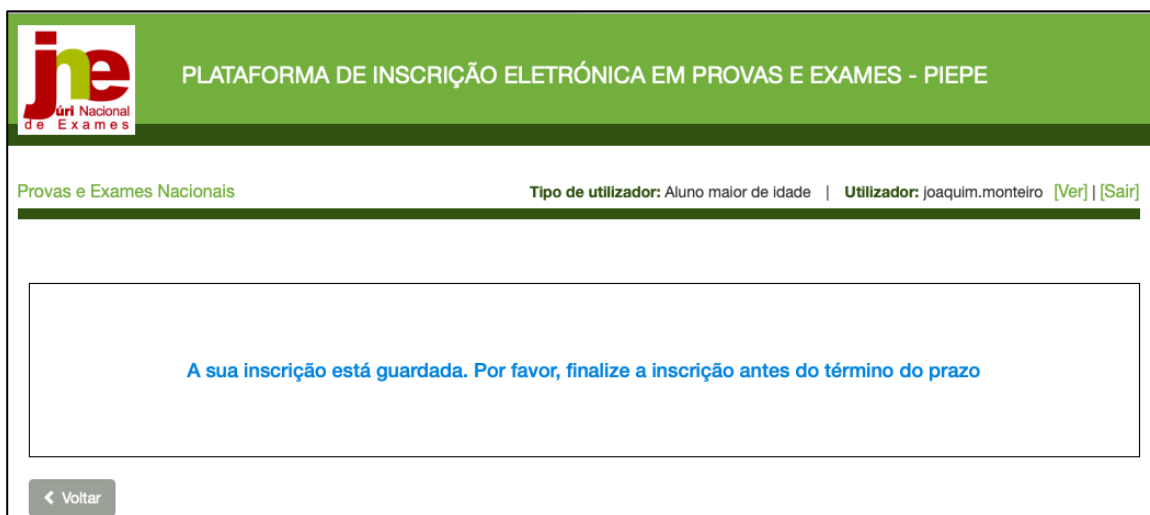 jne
júri Nacional
de Exames
PLATAFORMA DE INSCRIÇÃO ELETRÓNICA EM PROVAS E EXAMES - PIEPE
Provas e Exames Nacionais
Tipo de utilizador: Aluno maior de idade | Utilizador: joaquim.monteiro [Ver] | [Sair]
A sua inscrição está guardada. Por favor, finalize a inscrição antes do término do prazo
Voltar